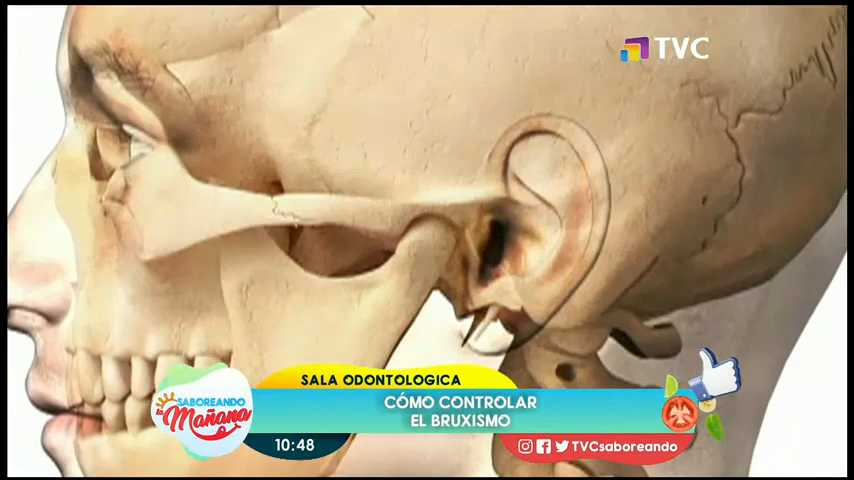 TVC
SALA ODONTOLOGICA
CÓMO CONTROLAR
EL BRUXISMO
SABOREANDO
la Mañana
10:48
TVCsaboreando